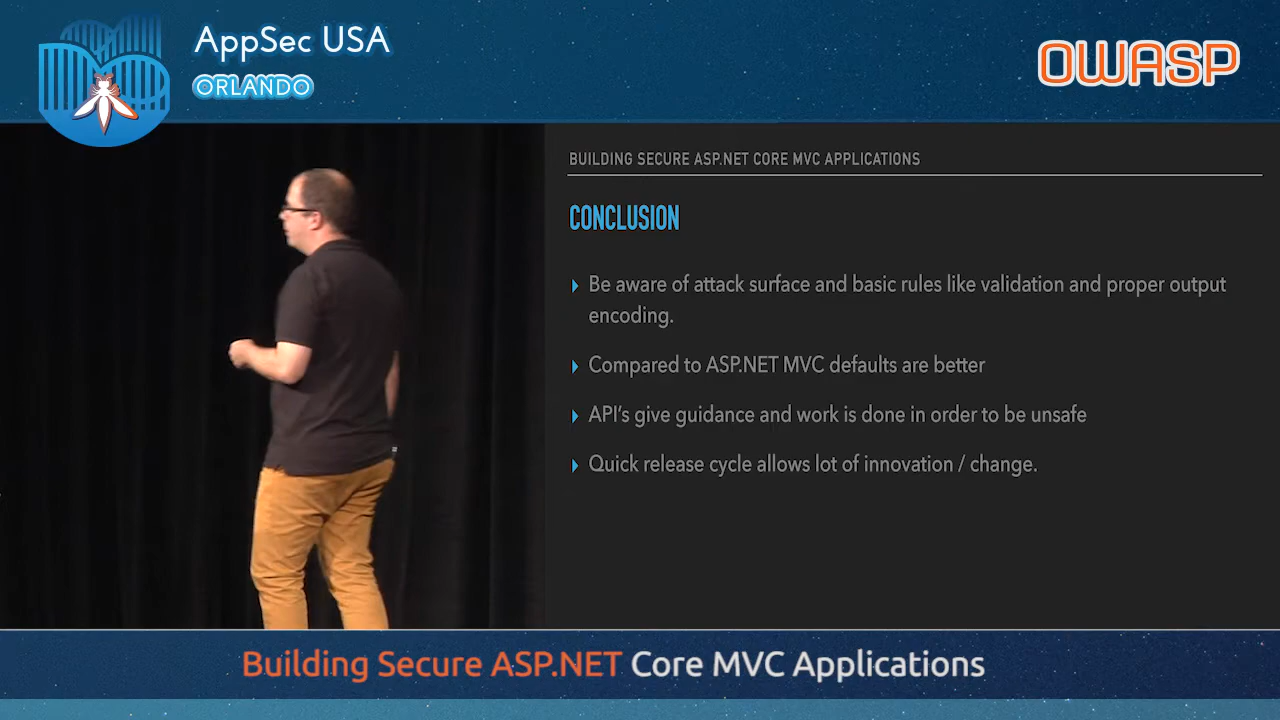 AppSec USA
ORLANDO
OWASP
BUILDING SECURE ASP.NET CORE MVC APPLICATIONS
CONCLUSION
Be aware of attack surface and basic rules like validation and proper output
encoding.
Compared to ASP.NET MVC defaults are better
API's give guidance and work is done in order to be unsafe
Quick release cycle allows lot of innovation / change.
Building Secure ASP.NET Core MVC Applications